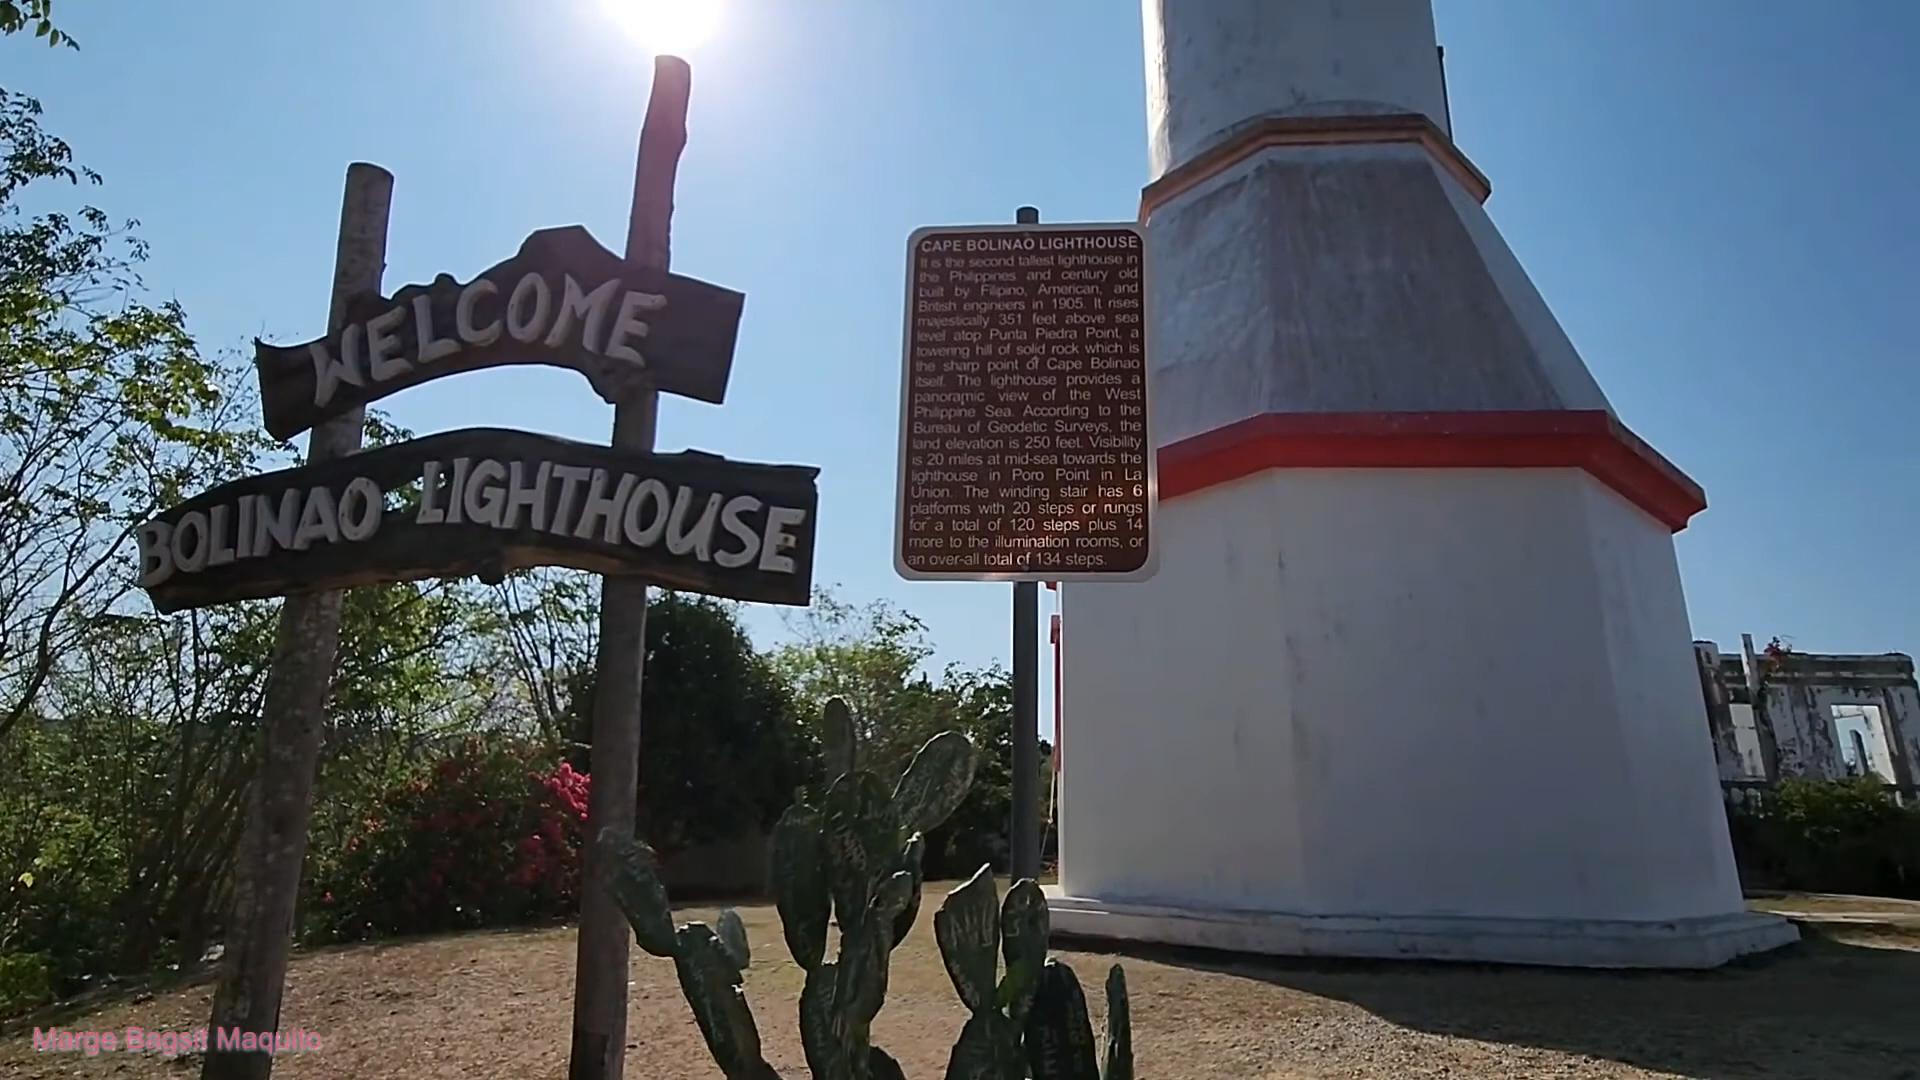 WELCOME
BOLINAO LIGHTHOUSE
CAPE BOLINAO LIGHTHOUSE
It is the second tallest lighthouse in
the Philippines and century old
built by Filipino, American, and
British engineers in 1905. It rises
majestically 351 feet above sea
level atop Punta Piedra Point, a
towering hill of solid rock which is
the sharp point of Cape Bolinao
itself. The lighthouse provides a
panoramic view of the West
Philippine Sea. According to the
Bureau of Geodetic Surveys, the
land elevation is 250 feet. Visibility
is 20 miles at mid-sea towards the
lighthouse in Poro Point in La
Union. The winding stair has 6
platforms with 20 steps or rungs
for a total of 120 steps plus 14
more to the illumination rooms, or
an over-all total of 134 steps.
Marge Bagsit Maquito